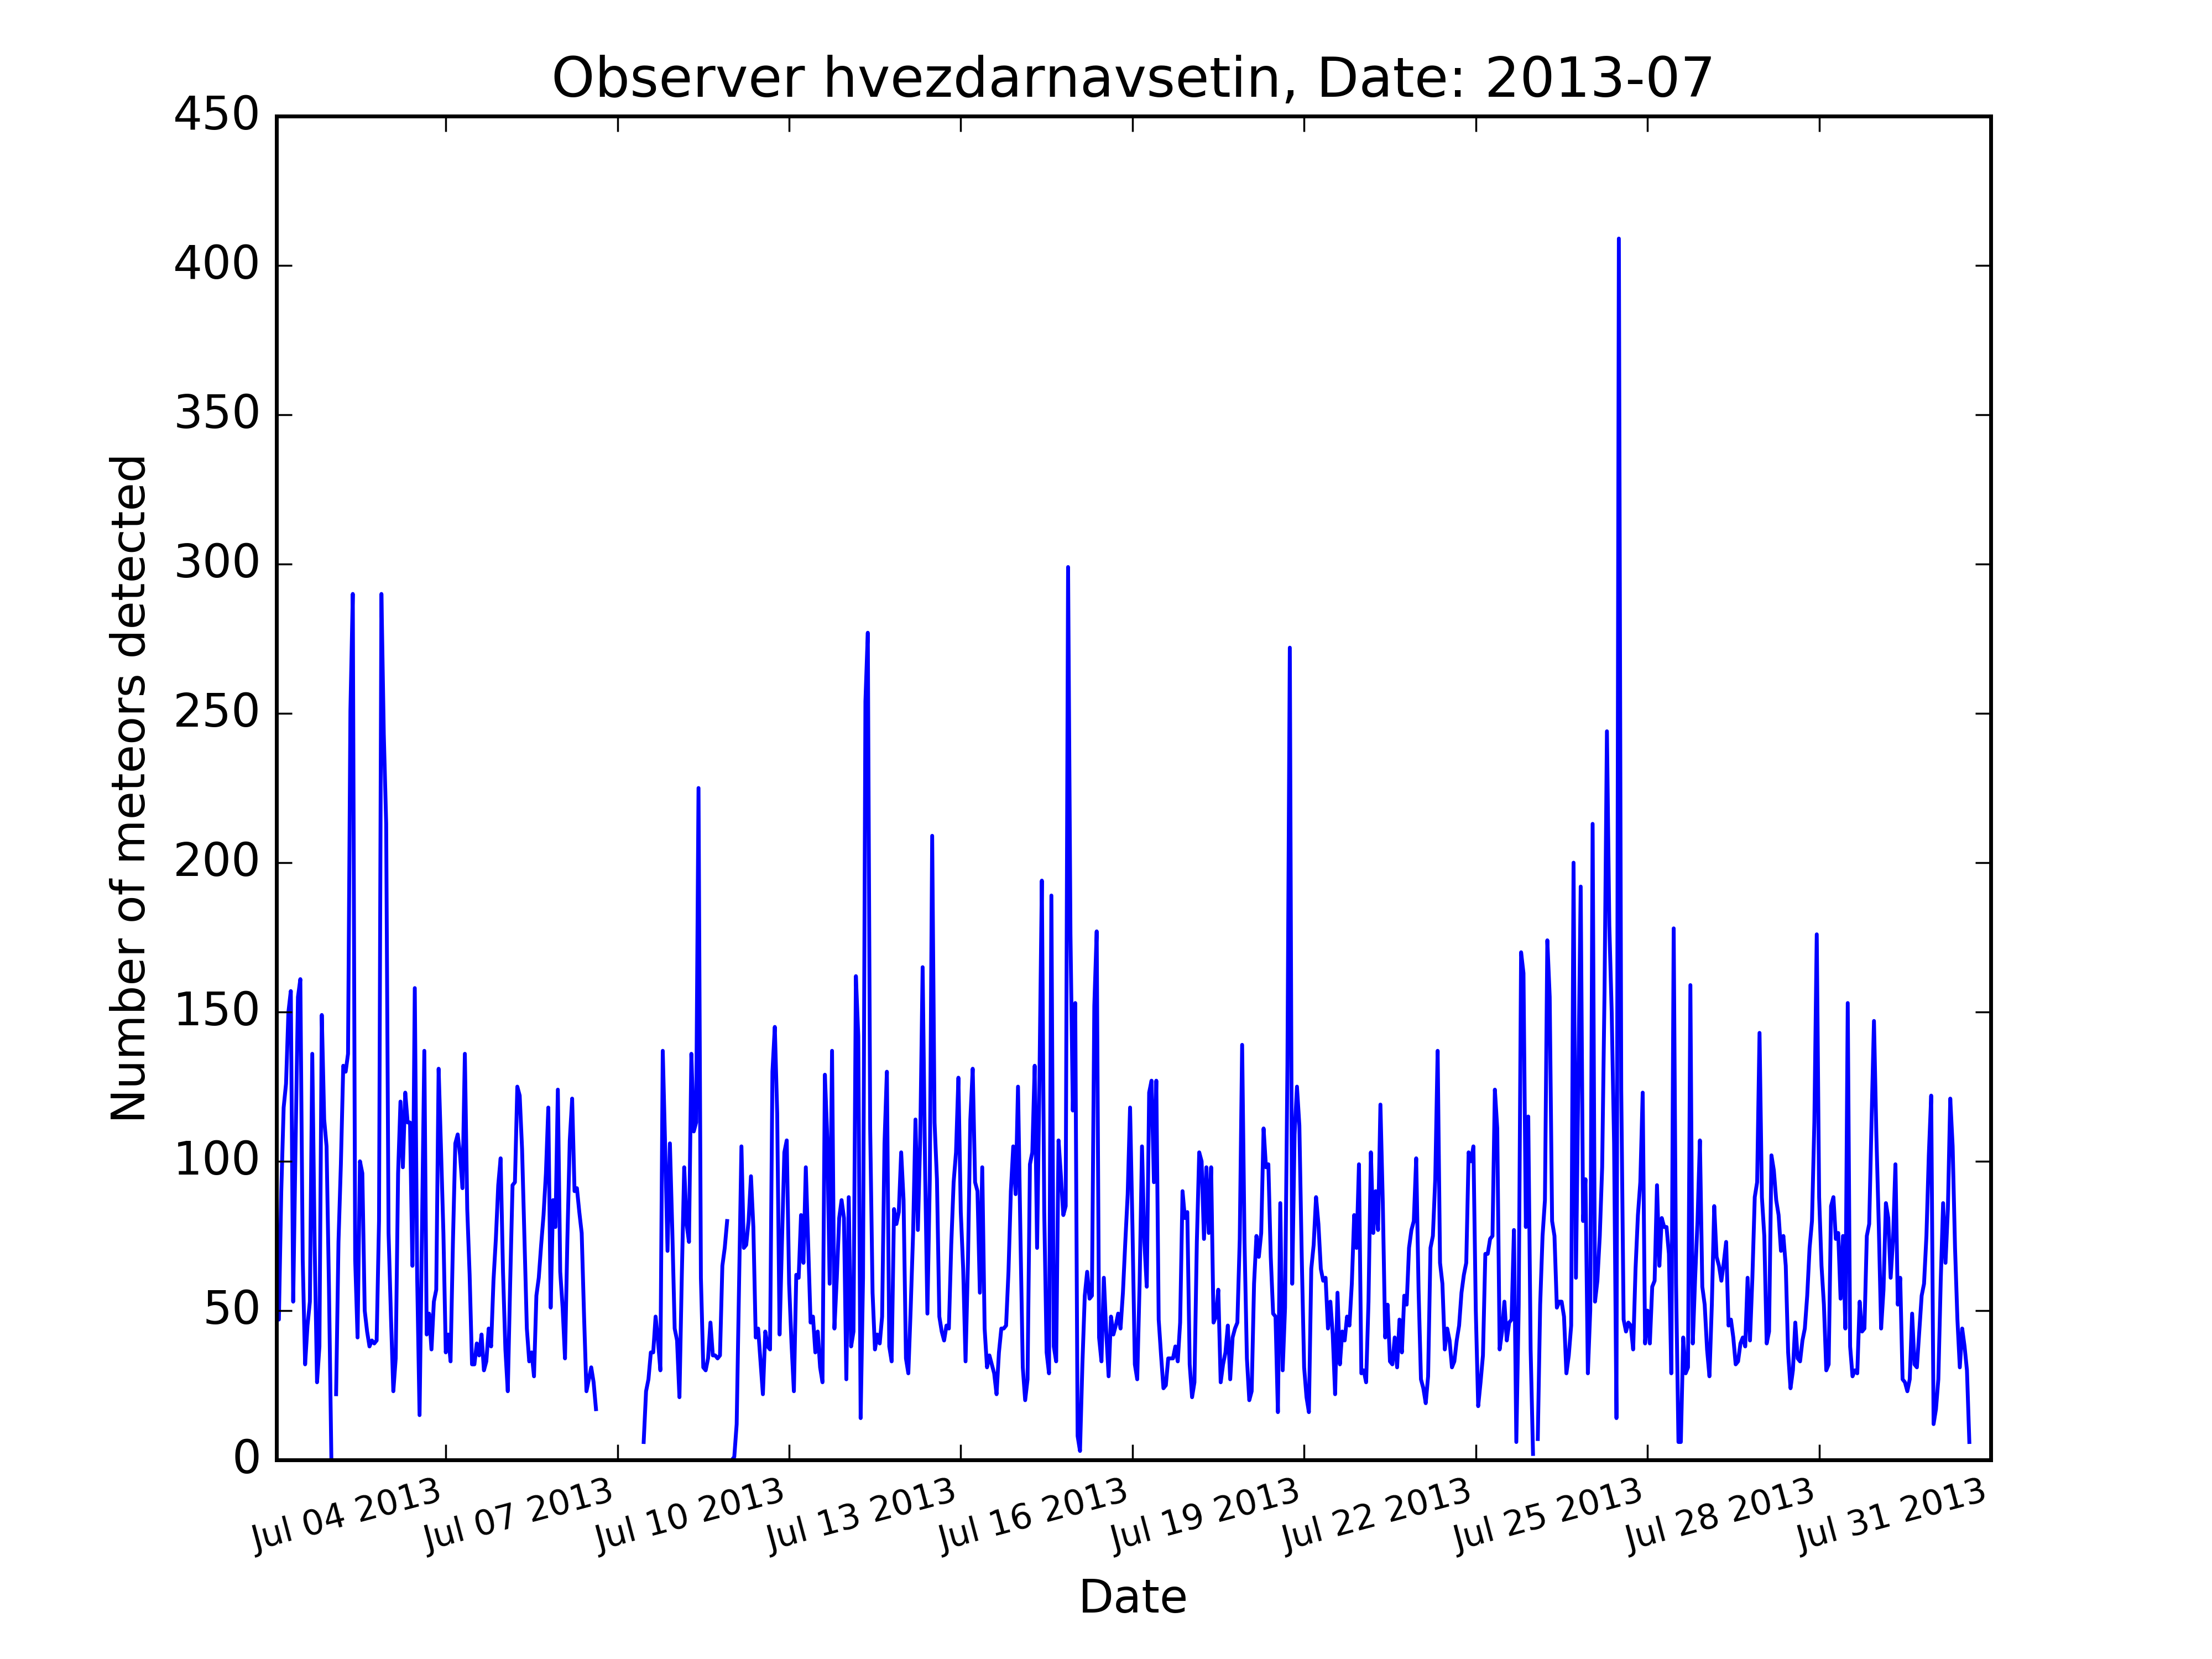 Observer hvezdarnavsetin, Date: 2013-07
450
400
350
300
250
200
150
100
50
0
Number of meteors detected
Jul 04 2013
Jul 07 2013
Jul 10 2013
Jul 13 2013
Jul 16 2013
Jul 19 2013
Jul 22 2013
Jul 25 2013
Jul 28 2013
Jul 31 2013
Date